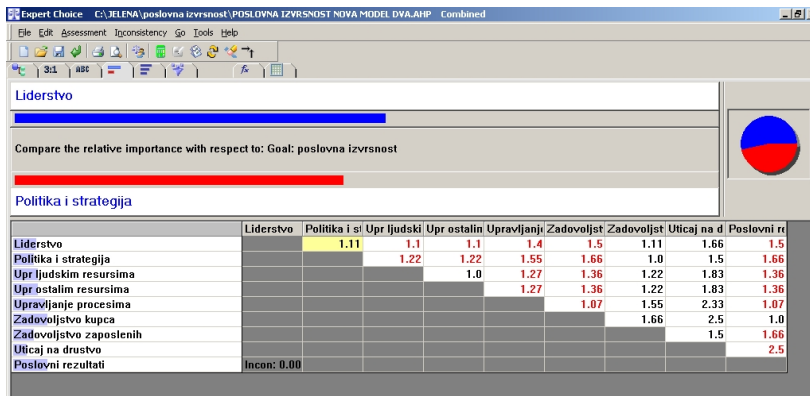 Expert Choice C:\JELENA\poslovna izvrsnost\POSLOVNA IZVRSNOST NOVA MODEL DVA.AHP Combined
File Edit Assessment Inconsistency Go Tools Help
3:1 ABC f∞
Liderstvo
Compare the relative importance with respect to: Goal: poslovna izvrsnost
Politika i strategija
Liderstvo Politika i st Upr ljudski Upr ostalin Upravljanj Zadovoljst Zadovoljst Uticaj na d Poslovni re
Liderstvo 1.11 1.1 1.1 1.4 1.5 1.11 1.66 1.5
Politika i strategija 1.22 1.22 1.55 1.66 1.0 1.5 1.66
Upr ljudskim resursima 1.0 1.27 1.36 1.22 1.83 1.36
Upr ostalim resursima 1.27 1.36 1.22 1.83 1.36
Upravljanje procesima 1.07 1.55 2.33 1.07
Zadovoljstvo kupca 1.66 2.5 1.0
Zadovoljstvo zaposlenih 1.5 1.66
Uticaj na drustvo 2.5
Poslovni rezultati Incon: 0.00